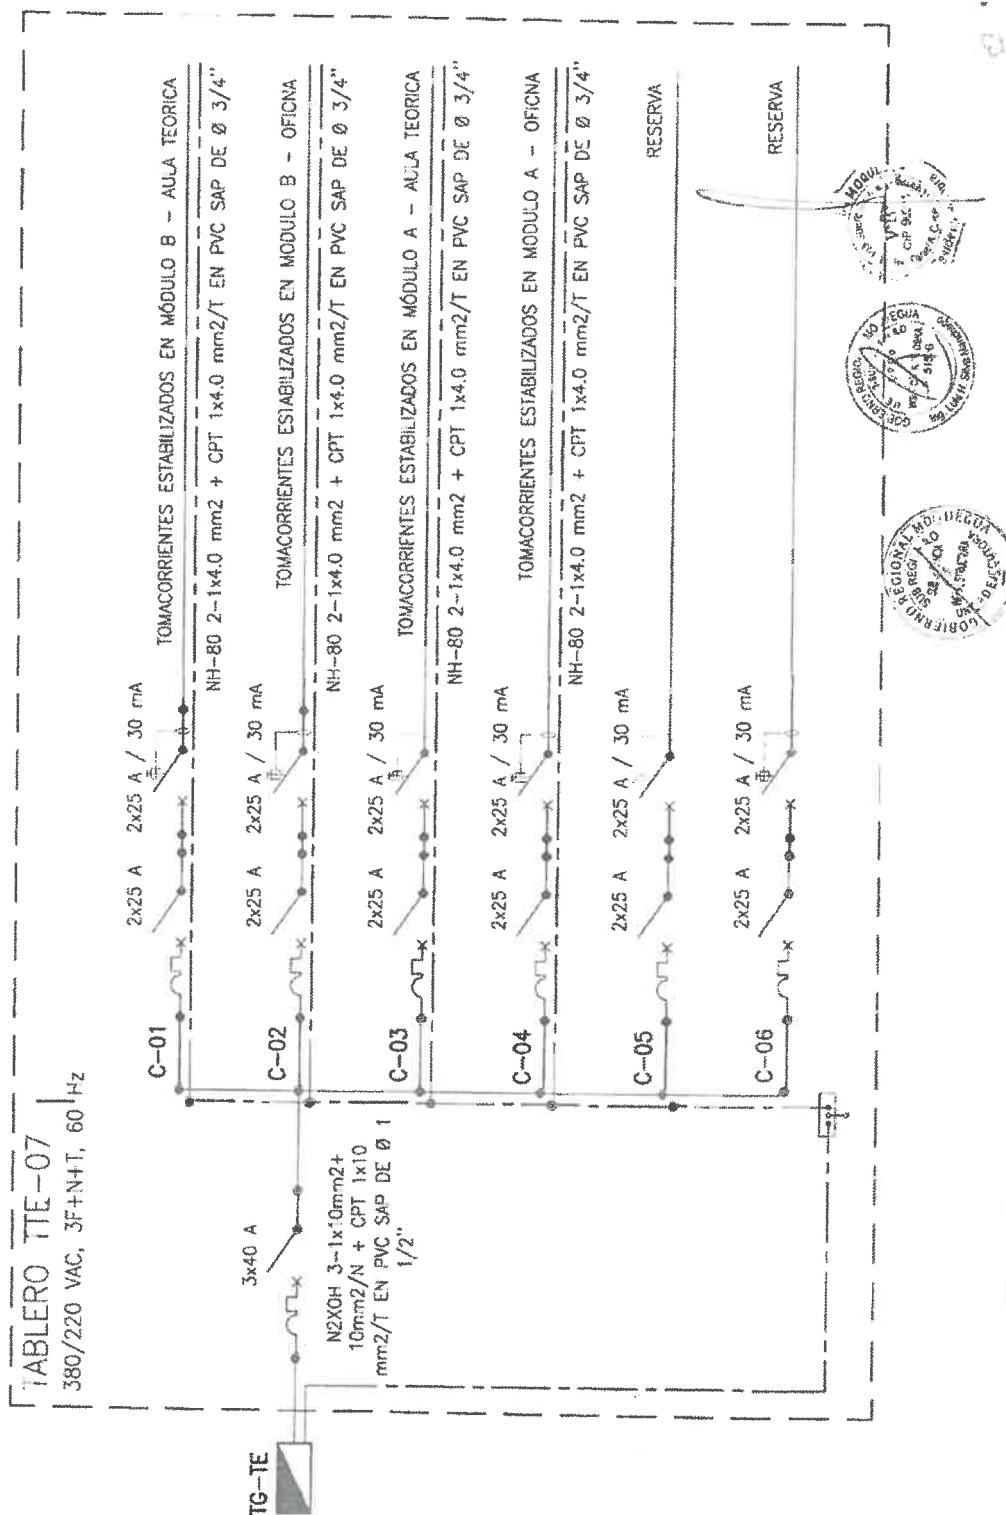 TABLERO TTE-07
380/220 VAC, 3F+N+T, 60 Hz
TG-TE
3x40 A
N2XOH 3-1x10mm2+
10mm2/N + CPT 1x10
mm2/T EN PVC SAP DE Ø 1
1/2"
C-01
2x25 A
2x25 A / 30 mA
TOMACORRIENTES ESTABILIZADOS EN MÓDULO B - AULA TEORICA
NH-80 2-1x4.0 mm2 + CPT 1x4.0 mm2/T EN PVC SAP DE Ø 3/4"
C-02
2x25 A
2x25 A / 30 mA
TOMACORRIENTES ESTABILIZADOS EN MODULO B - OFICNA
NH-80 2-1x4.0 mm2 + CPT 1x4.0 mm2/T EN PVC SAP DE Ø 3/4"
C-03
2x25 A
2x25 A / 30 mA
TOMACORRIENTES ESTABILIZADOS EN MÓDULO A - AULA TEORICA
NH-80 2-1x4.0 mm2 + CPT 1x4.0 mm2/T EN PVC SAP DE Ø 3/4"
C-04
2x25 A
2x25 A / 30 mA
TOMACORRIENTES ESTABILIZADOS EN MODULO A - OFICNA
NH-80 2-1x4.0 mm2 + CPT 1x4.0 mm2/T EN PVC SAP DE Ø 3/4"
C-05
2x25 A
2x25 A / 30 mA
RESERVA
C-06
2x25 A
2x25 A / 30 mA
RESERVA
GOBIERNO REGIONAL MOQUEGUA
SUB REGI